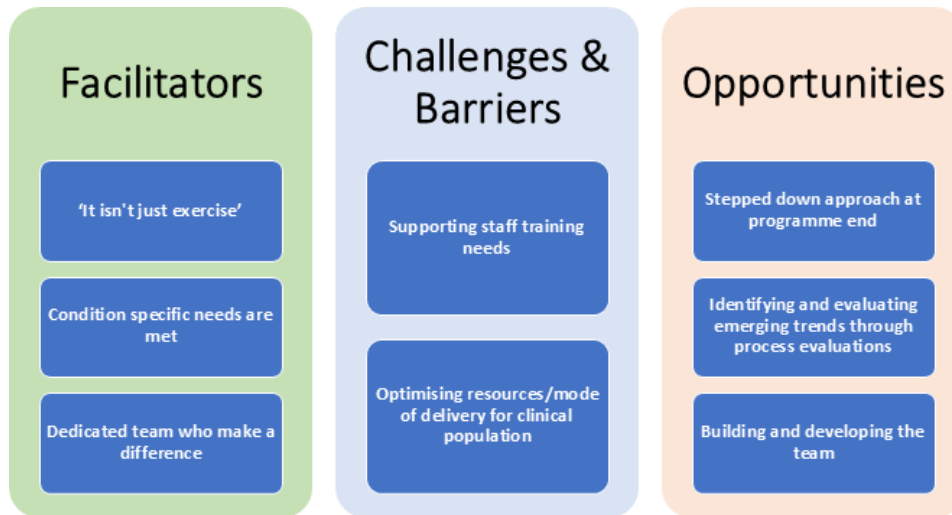 Facilitators
‘It isn't just exercise’
Condition specific needs are
met
Dedicated team who make a
difference
Challenges &
Barriers
Supporting staff training
needs
Optimising resources/mode
of delivery for clinical
population
Opportunities
Stepped down approach at
programme end
Identifying and evaluating
emerging trends through
process evaluations
Building and developing the
team